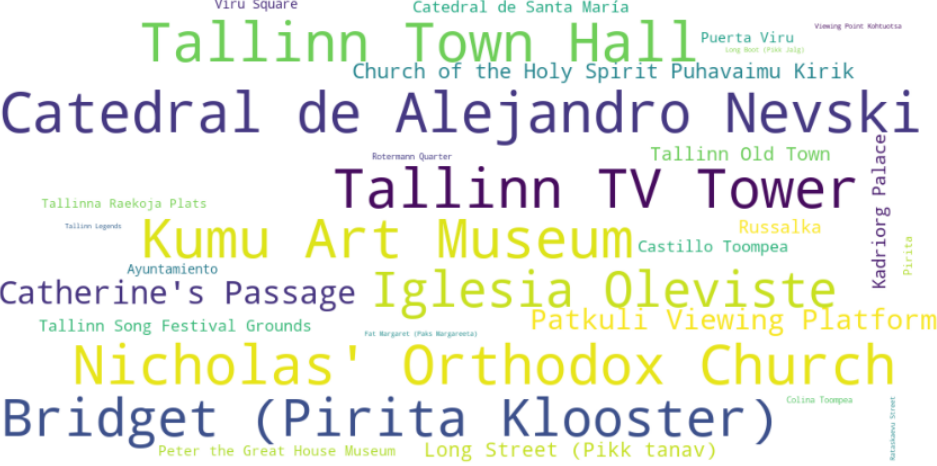 Viru Square
Catedral de Santa María
Tallinn Town Hall
Viewing Point Kohtuotsa
Puerta Viru
Long Boot (Pikk Jalg)
Church of the Holy Spirit Puhavaimu Kirik
Catedral de Alejandro Nevski
Rotermann Quarter
Tallinn Old Town
Kadriorg Palace
Tallinn TV Tower
Tallinna Raekoja Plats
Tallinn Legends
Kumu Art Museum
Russalka
Castillo Toompea
Pirita
Ayuntamiento
Catherine's Passage
Iglesia Oleviste
Patkuli Viewing Platform
Tallinn Song Festival Grounds
Fat Margaret (Paks Margareeta)
Nicholas' Orthodox Church
Bridget (Pirita Klooster)
Colina Toompea
Rataskaevu Street
Peter the Great House Museum
Long Street (Pikk tanav)